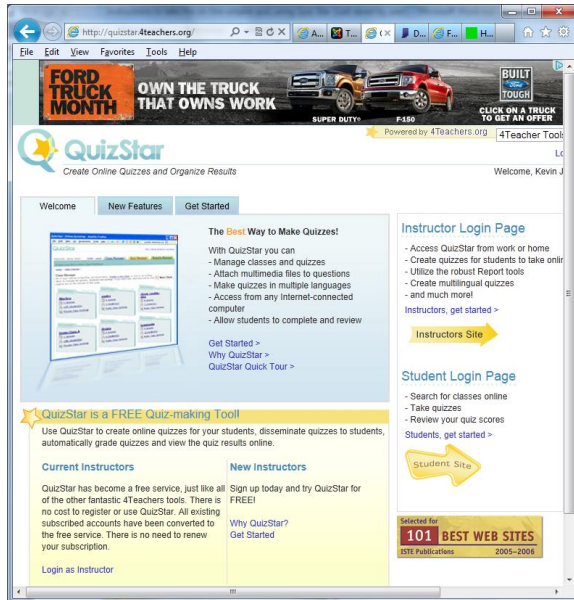 http://quizstar.4teachers.org/
A...
T...
(
D...
F...
H...
File Edit View Favorites Tools Help
FORD
TRUCK
MONTH
OWN THE TRUCK
THAT OWNS WORK
SUPER DUTY®
F-150
BUILT
Ford
TOUGH
CLICK ON A TRUCK
TO GET AN OFFER
Powered by 4Teachers.org
4Teacher Tools
Lo
QuizStar
Create Online Quizzes and Organize Results
Welcome, Kevin J
Welcome New Features Get Started
The Best Way to Make Quizzes!
With QuizStar you can
- Manage classes and quizzes
- Attach multimedia files to questions
- Make quizzes in multiple languages
- Access from any Internet-connected
computer
- Allow students to complete and review
Get Started >
Why QuizStar >
QuizStar Quick Tour >
Instructor Login Page
- Access QuizStar from work or home
- Create quizzes for students to take onlin
- Utilize the robust Report tools
- Create multilingual quizzes
- and much more!
Instructors, get started >
Instructors Site
Student Login Page
- Search for classes online
- Take quizzes
- Review your quiz scores
Students, get started >
Student Site
QuizStar is a FREE Quiz-making Tool!
Use QuizStar to create online quizzes for your students, disseminate quizzes to students,
automatically grade quizzes and view the quiz results online.
Current Instructors
QuizStar has become a free service, just like all
of the other fantastic 4Teachers tools. There is
no cost to register or use QuizStar. All existing
subscribed accounts have been converted to
the free service. There is no need to renew
your subscription.
Login as Instructor
New Instructors
Sign up today and try QuizStar for
FREE!
Why QuizStar?
Get Started
Selected for
101 BEST WEB SITES
ISTE Publications 2005-2006